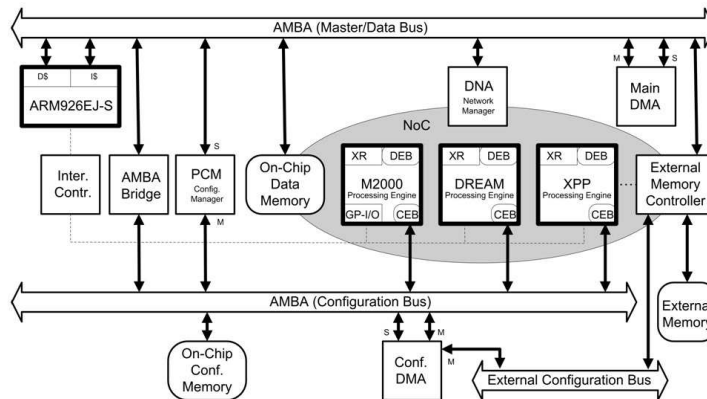 AMBA (Master/Data Bus)
D$ I$
ARM926EJ-S
M S
DNA
Network
Manager
Main
DMA
NoC
S
Inter.
Contr.
AMBA
Bridge
PCM
Config.
Manager
M
On-Chip
Data
Memory
XR DEB
M2000
Processing Engine
GP-I/O CEB
XR DEB
DREAM
Processing Engine
CEB
XR DEB
XPP
Processing Engine
CEB
External
Memory
Controller
AMBA (Configuration Bus)
External
Memory
On-Chip
Conf.
Memory
S M
Conf.
DMA
M
External Configuration Bus